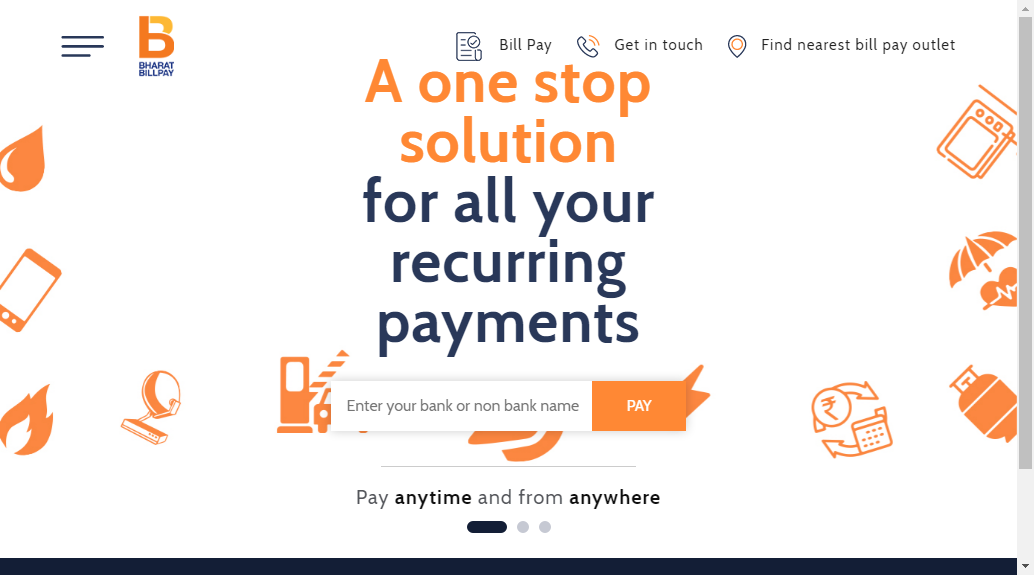 BHARAT
BILLPAY
Bill Pay
Get in touch
Find nearest bill pay outlet
A one stop
solution
for all your
recurring
payments
Enter your bank or non bank name
PAY
Pay anytime and from anywhere